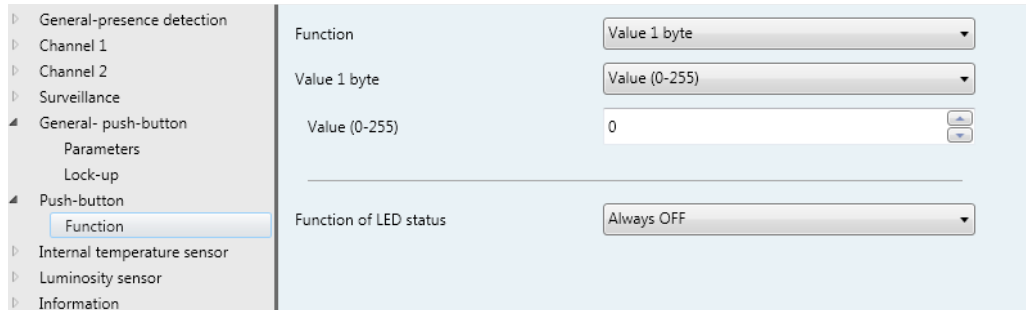 General-presence detection
Channel 1
Channel 2
Surveillance
General- push-button
Parameters
Lock-up
Push-button
Function
Internal temperature sensor
Luminosity sensor
Information
Function Value 1 byte
Value 1 byte Value (0-255)
Value (0-255) 0
Function of LED status Always OFF